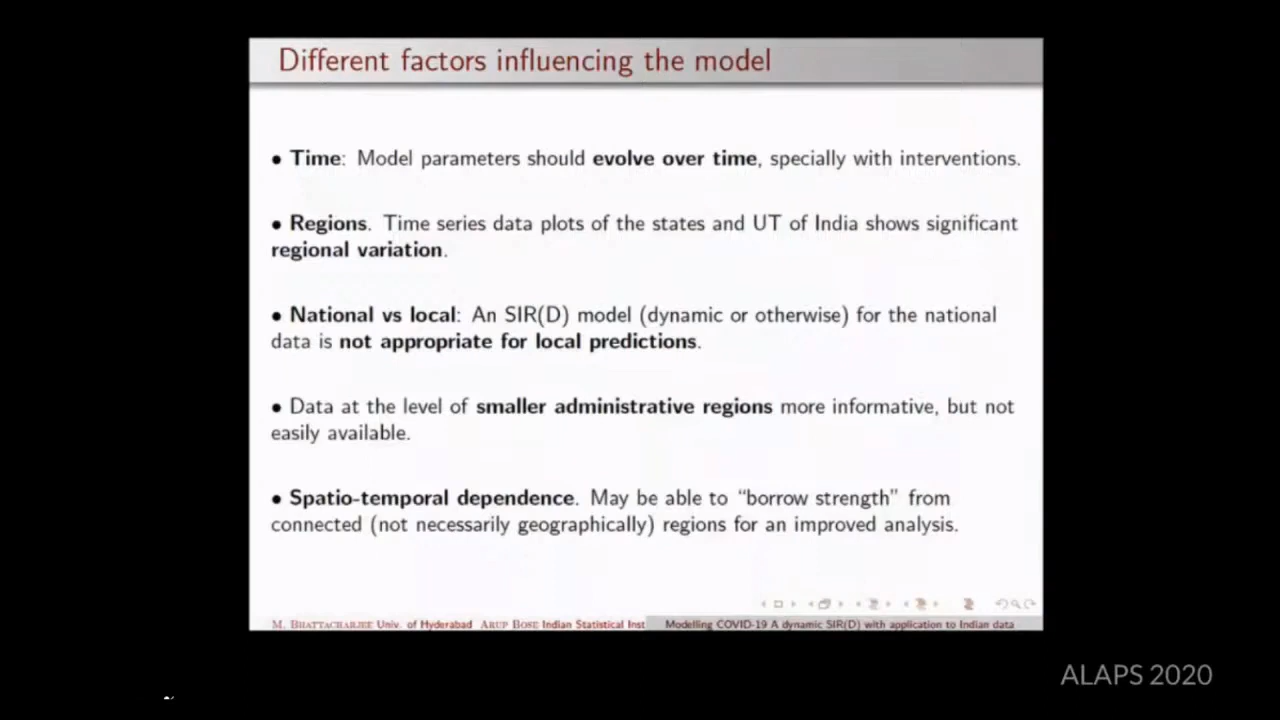 Different factors influencing the model
• Time: Model parameters should evolve over time, specially with interventions.
• Regions. Time series data plots of the states and UT of India shows significant
regional variation.
• National vs local: An SIR(D) model (dynamic or otherwise) for the national
data is not appropriate for local predictions.
• Data at the level of smaller administrative regions more informative, but not
easily available.
• Spatio-temporal dependence. May be able to “borrow strength” from
connected (not necessarily geographically) regions for an improved analysis.
M. Bhattacharjee Univ. of Hyderabad Arup Bose Indian Statistical Inst
Modelling COVID-19 A dynamic SIR(D) with application to Indian data
ALAPS 2020